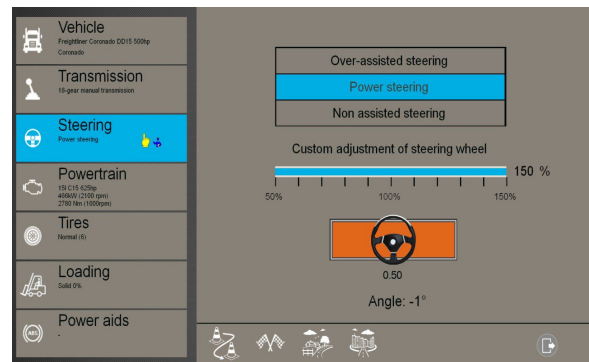 Vehicle
Freightliner Coronado DD15 500hp
Coronado
Transmission
18-gear manual transmission
Steering
Power steering
Powertrain
15l C15 625hp
466kW (2100 rpm)
2780 Nm (1000rpm)
Tires
Normal (6)
Loading
Solid 0%
Power aids
-
ABS
Over-assisted steering
Power steering
Non assisted steering
Custom adjustment of steering wheel
150 %
50% 100% 150%
0.50
Angle: -1°